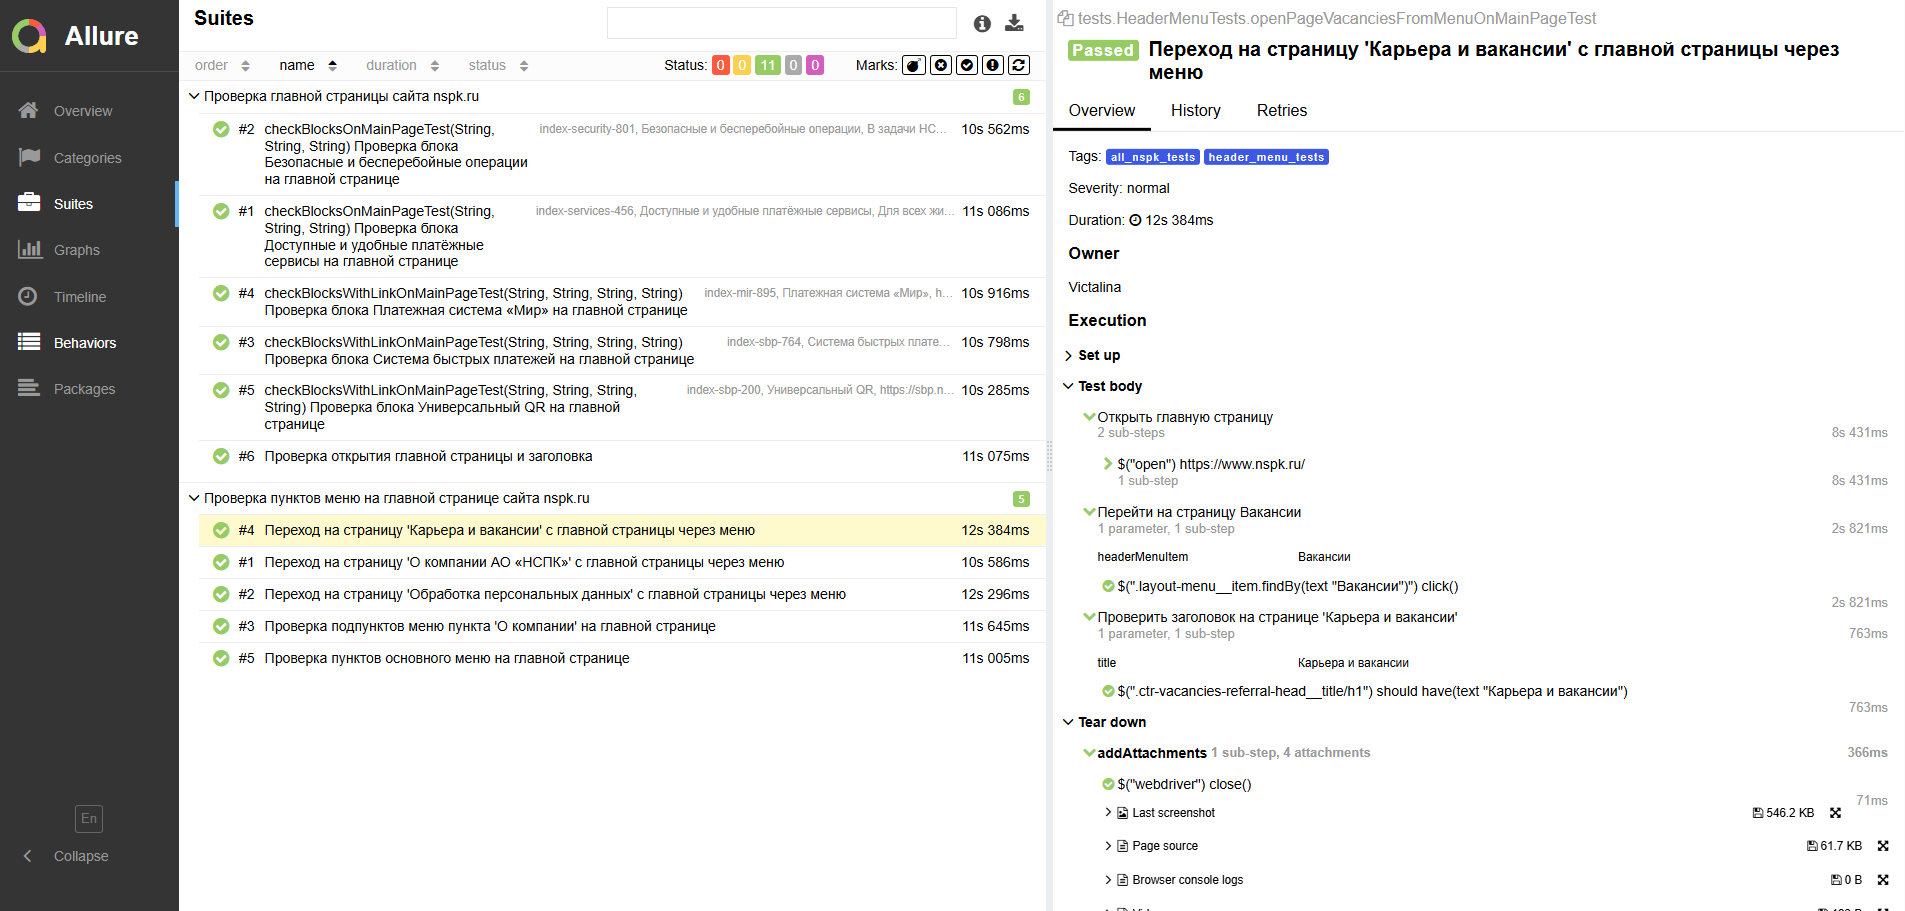 Allure
Overview
Categories
Suites
Graphs
Timeline
Behaviors
Packages
En
Collapse
Suites
order name duration status Status: 0 0 11 0 0 Marks:
Проверка главной страницы сайта nspk.ru 6
#2 checkBlocksOnMainPageTest(String, index-security-801, Безопасные и бесперебойные операции, В задачи НС... 10s 562ms
String, String) Проверка блока
Безопасные и бесперебойные операции
на главной странице
#1 checkBlocksOnMainPageTest(String, index-services-456, Доступные и удобные платёжные сервисы, Для всех жи... 11s 086ms
String, String) Проверка блока
Доступные и удобные платёжные
сервисы на главной странице
#4 checkBlocksWithLinkOnMainPageTest(String, String, String, String) index-mir-895, Платежная система «Мир», h... 10s 916ms
Проверка блока Платежная система «Мир» на главной странице
#3 checkBlocksWithLinkOnMainPageTest(String, String, String, String) index-sbp-764, Система быстрых плате... 10s 798ms
Проверка блока Система быстрых платежей на главной странице
#5 checkBlocksWithLinkOnMainPageTest(String, String, String, index-sbp-200, Универсальный QR, https://sbp.n... 10s 285ms
String) Проверка блока Универсальный QR на главной
странице
#6 Проверка открытия главной страницы и заголовка 11s 075ms
Проверка пунктов меню на главной странице сайта nspk.ru 5
#4 Переход на страницу 'Карьера и вакансии' с главной страницы через меню 12s 384ms
#1 Переход на страницу 'О компании АО «НСПК»' с главной страницы через меню 10s 586ms
#2 Переход на страницу 'Обработка персональных данных' с главной страницы через меню 12s 296ms
#3 Проверка подпунктов меню пункта 'О компании' на главной странице 11s 645ms
#5 Проверка пунктов основного меню на главной странице 11s 005ms
tests.HeaderMenuTests.openPageVacanciesFromMenuOnMainPageTest
Passed Переход на страницу 'Карьера и вакансии' с главной страницы через
меню
Overview History Retries
Tags: all_nspk_tests header_menu_tests
Severity: normal
Duration: 12s 384ms
Owner
Victalina
Execution
Set up
Test body
Открыть главную страницу
2 sub-steps 8s 431ms
$("open") https://www.nspk.ru/
1 sub-step 8s 431ms
Перейти на страницу Вакансии
1 parameter, 1 sub-step 2s 821ms
headerMenuItem Вакансии
$(".layout-menu__item.findBy(text "Вакансии")") click()
2s 821ms
Проверить заголовок на странице 'Карьера и вакансии'
1 parameter, 1 sub-step 763ms
title Карьера и вакансии
$(".ctr-vacancies-referral-head__title/h1") should have(text "Карьера и вакансии")
763ms
Tear down
addAttachments 1 sub-step, 4 attachments 366ms
$("webdriver") close()
71ms
Last screenshot 546.2 KB
Page source 61.7 KB
Browser console logs 0 B